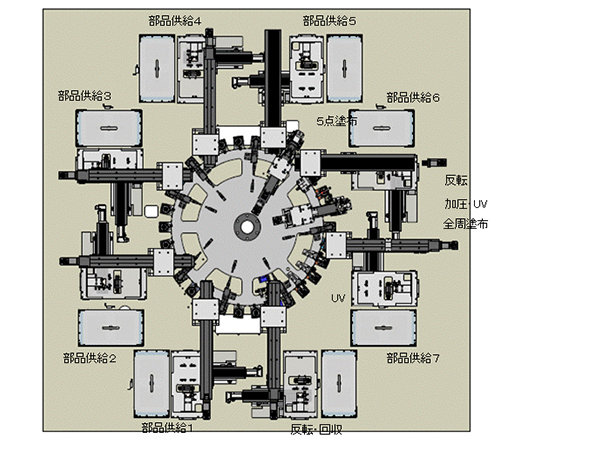 部品供給4
部品供給5
部品供給3
部品供給6
5点塗布
反転
加圧・UV
全周塗布
UV
部品供給2
部品供給7
部品供給1
反転・回収